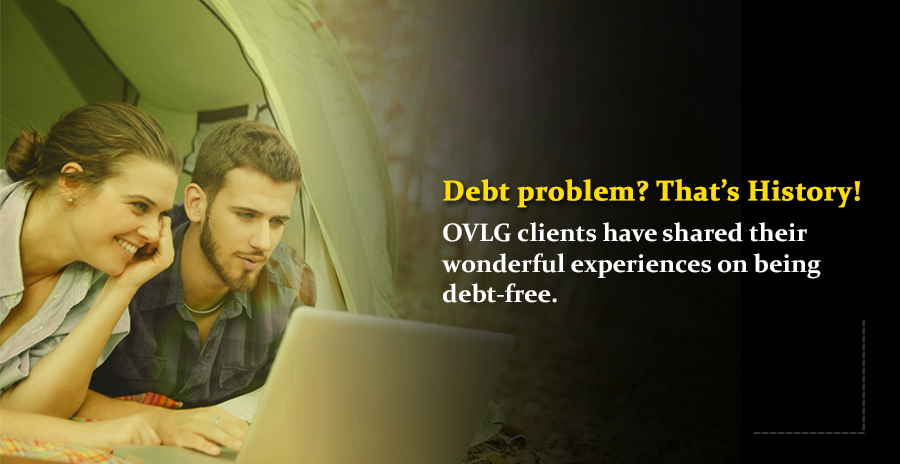 Debt problem? That's History!
OVLG clients have shared their
wonderful experiences on being
debt-free.